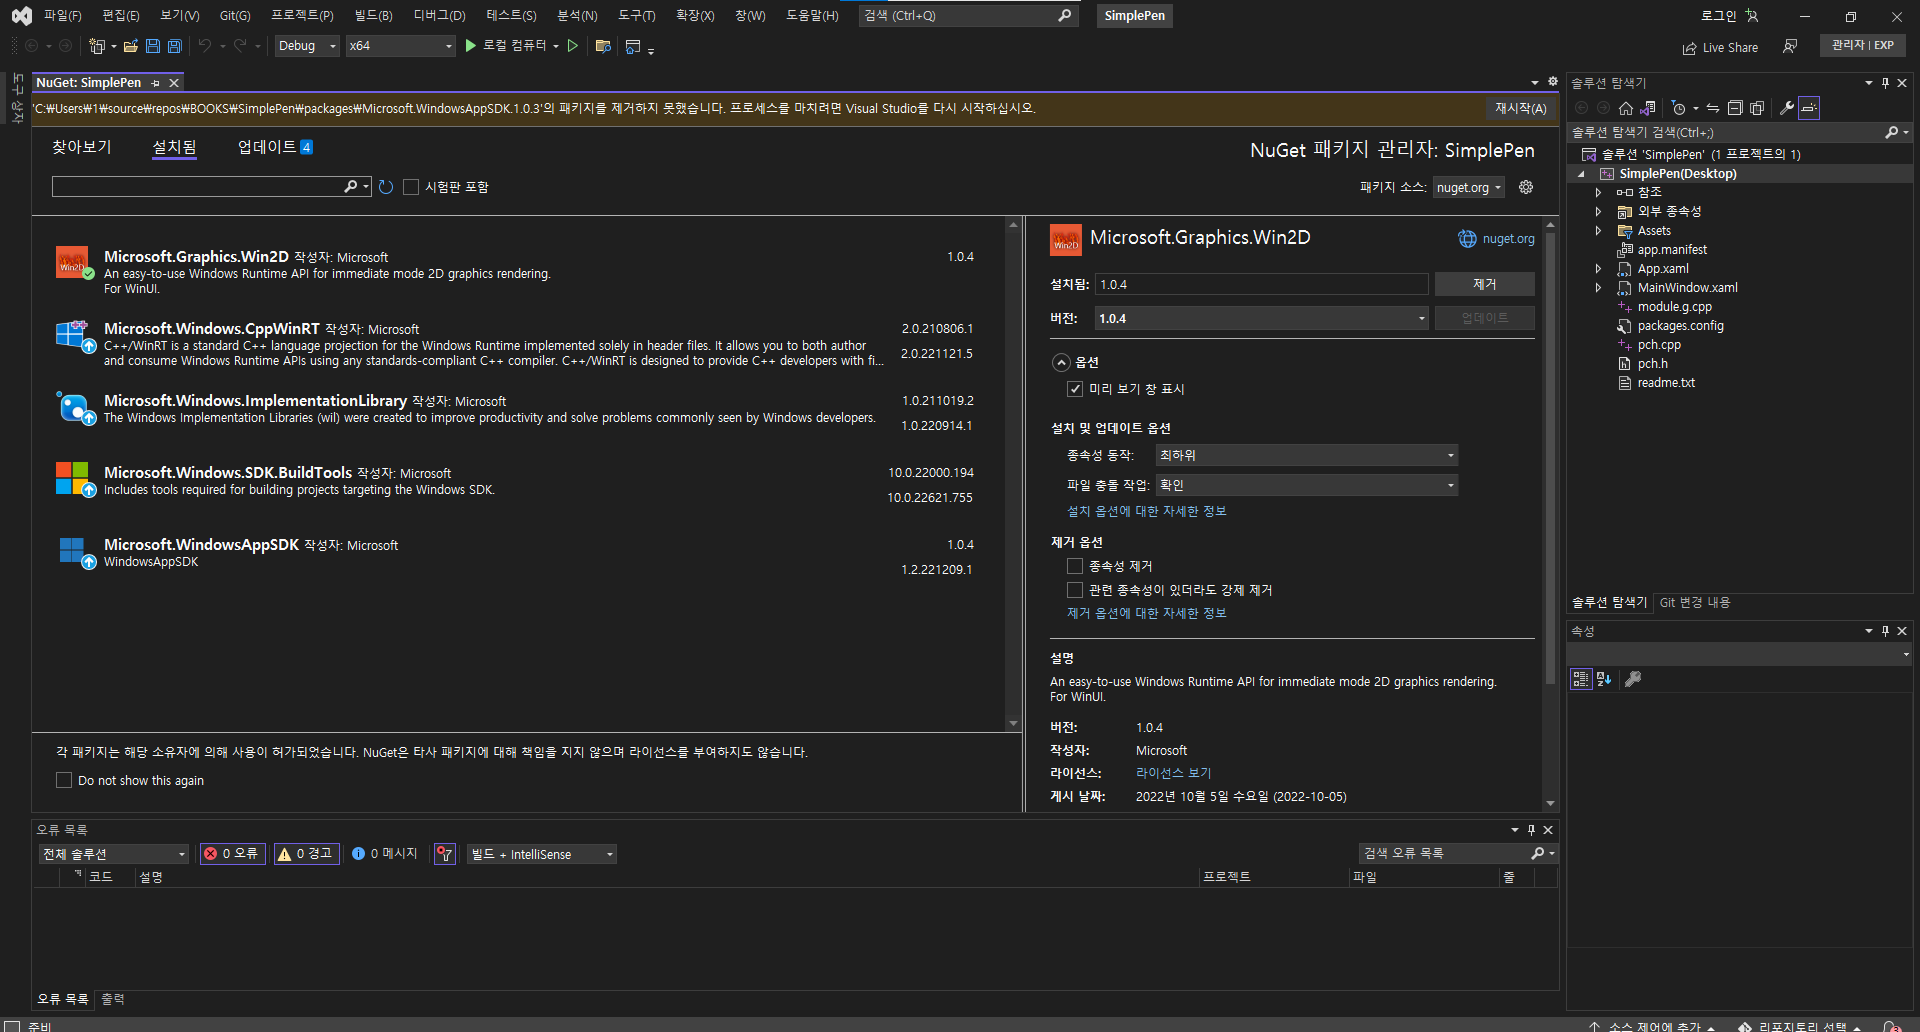 파일(F) 편집(E) 보기(V) Git(G) 프로젝트(P) 빌드(B) 디버그(D) 테스트(S) 분석(N) 도구(T) 확장(X) 창(W) 도움말(H) 검색 (Ctrl+Q) SimplePen 로그인
Debug x64 로컬 컴퓨터 Live Share 관리자 | EXP
도구 상자
NuGet: SimplePen
'C:\Users\1\source\repos\BOOKS\SimplePen\packages\Microsoft.WindowsAppSDK.1.0.3'의 패키지를 제거하지 못했습니다. 프로세스를 마치려면 Visual Studio를 다시 시작하십시오. 재시작(A)
찾아보기 설치됨 업데이트 4
NuGet 패키지 관리자: SimplePen
시험판 포함
패키지 소스: nuget.org
Win2D
Microsoft.Graphics.Win2D 작성자: Microsoft 1.0.4
An easy-to-use Windows Runtime API for immediate mode 2D graphics rendering.
For WinUI.
Microsoft.Windows.CppWinRT 작성자: Microsoft 2.0.210806.1
C++/WinRT is a standard C++ language projection for the Windows Runtime implemented solely in header files. It allows you to both author 2.0.221121.5
and consume Windows Runtime APIs using any standards-compliant C++ compiler. C++/WinRT is designed to provide C++ developers with fi...
Microsoft.Windows.ImplementationLibrary 작성자: Microsoft 1.0.211019.2
The Windows Implementation Libraries (wil) were created to improve productivity and solve problems commonly seen by Windows developers. 1.0.220914.1
Microsoft.Windows.SDK.BuildTools 작성자: Microsoft 10.0.22000.194
Includes tools required for building projects targeting the Windows SDK. 10.0.22621.755
Microsoft.WindowsAppSDK 작성자: Microsoft 1.0.4
WindowsAppSDK 1.2.221209.1
각 패키지는 해당 소유자에 의해 사용이 허가되었습니다. NuGet은 타사 패키지에 대해 책임을 지지 않으며 라이선스를 부여하지도 않습니다.
Do not show this again
Win2D
Microsoft.Graphics.Win2D nuget.org
설치됨: 1.0.4 제거
버전: 1.0.4 업데이트
옵션
미리 보기 창 표시
설치 및 업데이트 옵션
종속성 동작: 최하위
파일 충돌 작업: 확인
설치 옵션에 대한 자세한 정보
제거 옵션
종속성 제거
관련 종속성이 있더라도 강제 제거
제거 옵션에 대한 자세한 정보
설명
An easy-to-use Windows Runtime API for immediate mode 2D graphics rendering.
For WinUI.
버전: 1.0.4
작성자: Microsoft
라이선스: 라이선스 보기
게시 날짜: 2022년 10월 5일 수요일 (2022-10-05)
솔루션 탐색기
솔루션 탐색기 검색(Ctrl+;)
솔루션 'SimplePen' (1 프로젝트의 1)
SimplePen(Desktop)
참조
외부 종속성
Assets
app.manifest
App.xaml
MainWindow.xaml
module.g.cpp
packages.config
pch.cpp
pch.h
readme.txt
솔루션 탐색기 Git 변경 내용
속성
오류 목록
전체 솔루션 0 오류 0 경고 0 메시지 빌드 + IntelliSense 검색 오류 목록
코드 설명 프로젝트 파일 줄
오류 목록 출력
준비 소스 제어에 추가 리포지토리 선택